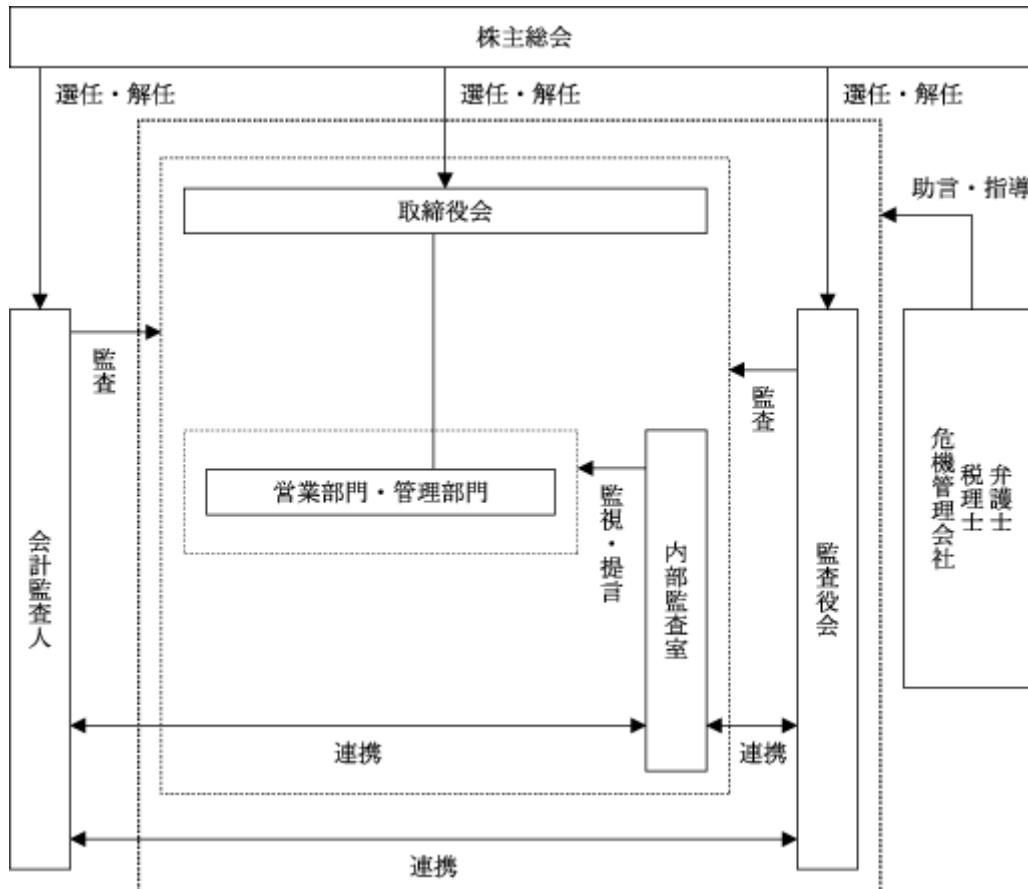 株主総会
選任・解任
選任・解任
選任・解任
助言・指導
取締役会
監査
監査
営業部門・管理部門
監視・提言
内部監査室
会計監査人
監査役会
弁護士
税理士
危機管理会社
連携
連携
連携